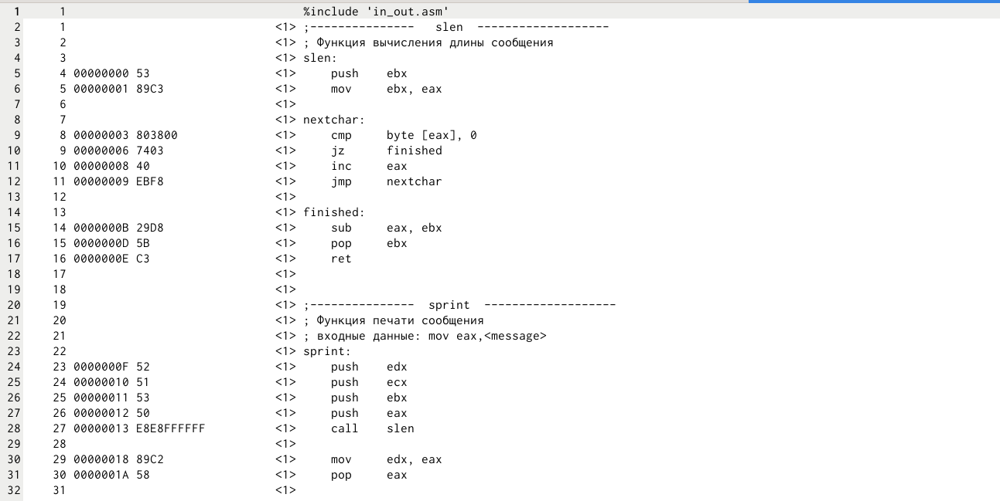 1 1 %include 'in_out.asm'
2 1 <1> ;--------------- slen -------------------
3 2 <1> ; Функция вычисления длины сообщения
4 3 <1> slen:
5 4 00000000 53 <1> push ebx
6 5 00000001 89C3 <1> mov ebx, eax
7 6 <1>
8 7 <1> nextchar:
9 8 00000003 803800 <1> cmp byte [eax], 0
10 9 00000006 7403 <1> jz finished
11 10 00000008 40 <1> inc eax
12 11 00000009 EBF8 <1> jmp nextchar
13 12 <1>
14 13 <1> finished:
15 14 0000000B 29D8 <1> sub eax, ebx
16 15 0000000D 5B <1> pop ebx
17 16 0000000E C3 <1> ret
18 17 <1>
19 18 <1>
20 19 <1> ;--------------- sprint -------------------
21 20 <1> ; Функция печати сообщения
22 21 <1> ; входные данные: mov eax,<message>
23 22 <1> sprint:
24 23 0000000F 52 <1> push edx
25 24 00000010 51 <1> push ecx
26 25 00000011 53 <1> push ebx
27 26 00000012 50 <1> push eax
28 27 00000013 E8E8FFFFFF <1> call slen
29 28 <1>
30 29 00000018 89C2 <1> mov edx, eax
31 30 0000001A 58 <1> pop eax
32 31 <1>